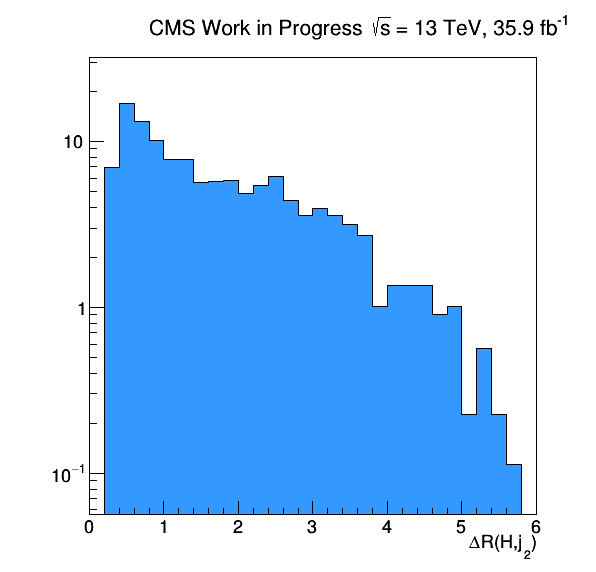 CMS Work in Progress √s = 13 TeV, 35.9 fb⁻¹
10
1
10⁻¹
0 1 2 3 4 5 6
ΔR(H,j₂)